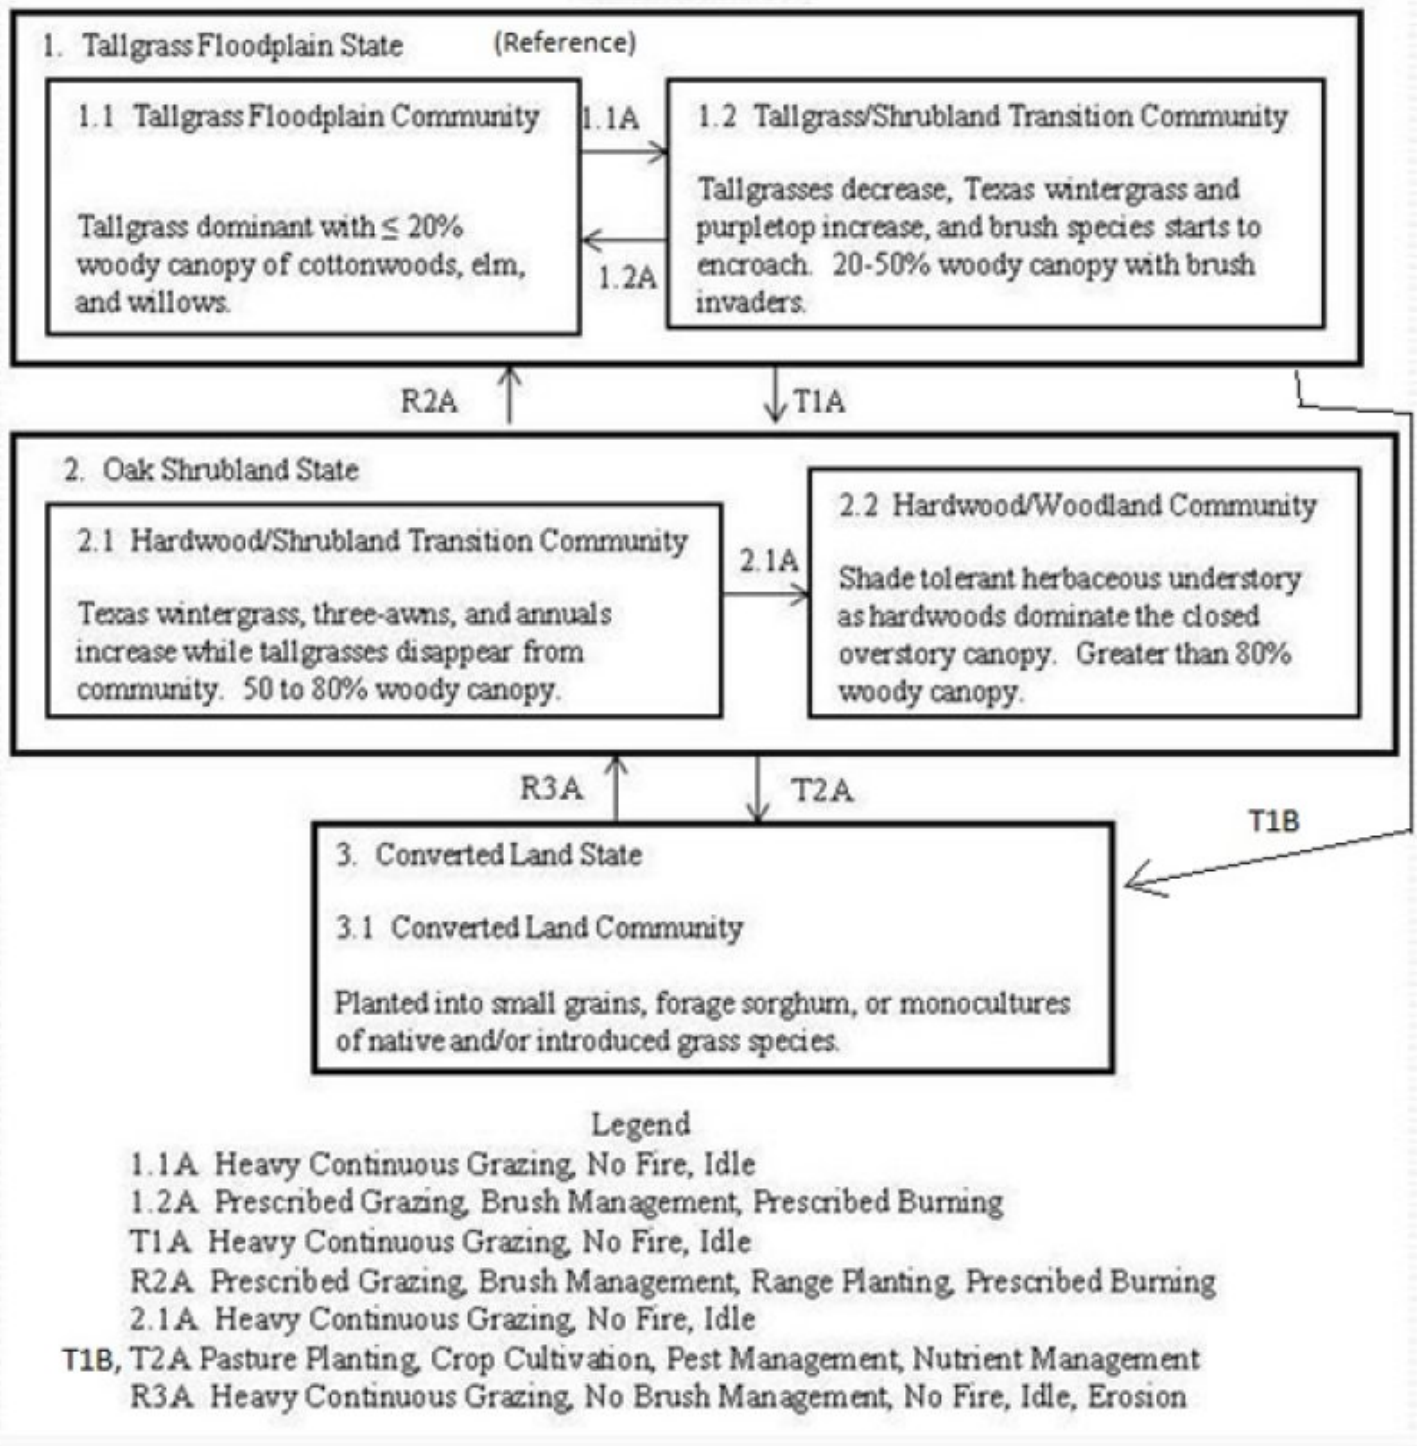 1. Tallgrass Floodplain State (Reference)
1.1 Tallgrass Floodplain Community
Tallgrass dominant with ≤ 20%
woody canopy of cottonwoods, elm,
and willows.
1.1A
1.2A
1.2 Tallgrass/Shrubland Transition Community
Tallgrasses decrease, Texas wintergrass and
purpletop increase, and brush species starts to
encroach. 20-50% woody canopy with brush
invaders.
R2A
T1A
2. Oak Shrubland State
2.1 Hardwood/Shrubland Transition Community
Texas wintergrass, three-awns, and annuals
increase while tallgrasses disappear from
community. 50 to 80% woody canopy.
2.1A
2.2 Hardwood/Woodland Community
Shade tolerant herbaceous understory
as hardwoods dominate the closed
overstory canopy. Greater than 80%
woody canopy.
R3A
T2A
T1B
3. Converted Land State
3.1 Converted Land Community
Planted into small grains, forage sorghum, or monocultures
of native and/or introduced grass species.
Legend
1.1A Heavy Continuous Grazing, No Fire, Idle
1.2A Prescribed Grazing, Brush Management, Prescribed Burning
T1A Heavy Continuous Grazing, No Fire, Idle
R2A Prescribed Grazing, Brush Management, Range Planting, Prescribed Burning
2.1A Heavy Continuous Grazing, No Fire, Idle
T1B, T2A Pasture Planting, Crop Cultivation, Pest Management, Nutrient Management
R3A Heavy Continuous Grazing, No Brush Management, No Fire, Idle, Erosion